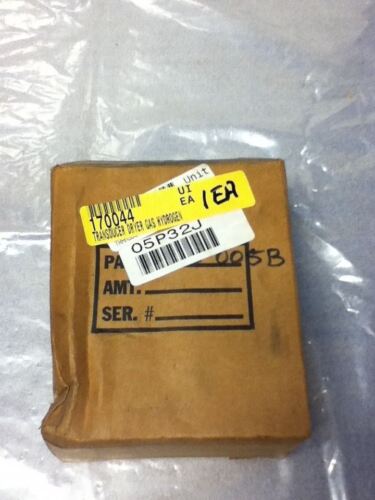 Unit
UI
EA 1EA
170044
TRANSDUCER DRYER GAS HYDROGEN
05P32J
PA 005B
AMT.
SER. #